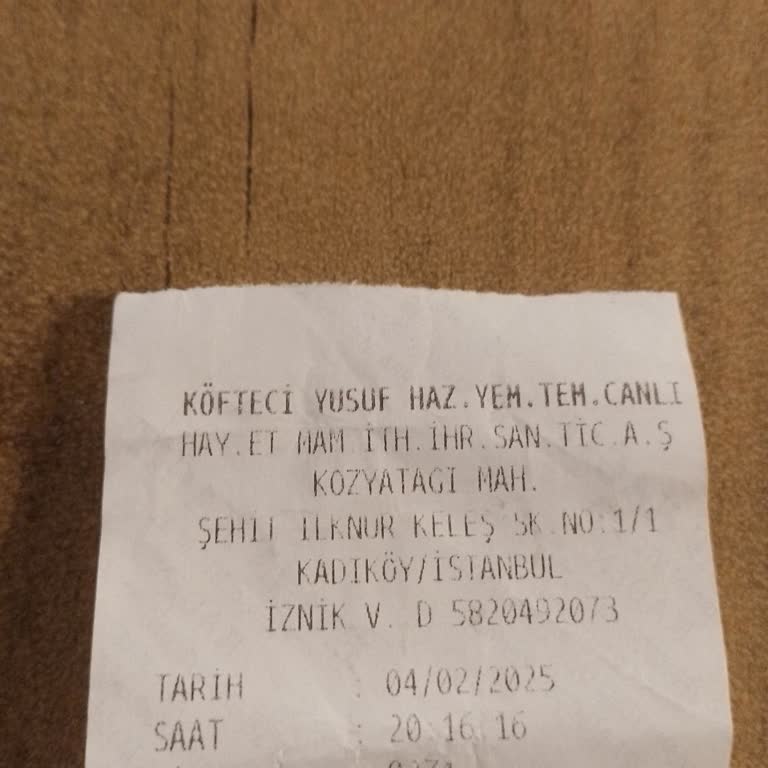 KÖFTECİ YUSUF HAZ.YEM.TEM.CANLI
HAY.ET MAM.İTH.İHR.SAN.TİC.A.Ş
KOZYATAGI MAH.
ŞEHİT İLKNUR KELEŞ SK.NO:1/1
KADIKÖY/İSTANBUL
İZNİK V. D 5820492073
TARİH : 04/02/2025
SAAT : 20:16:16